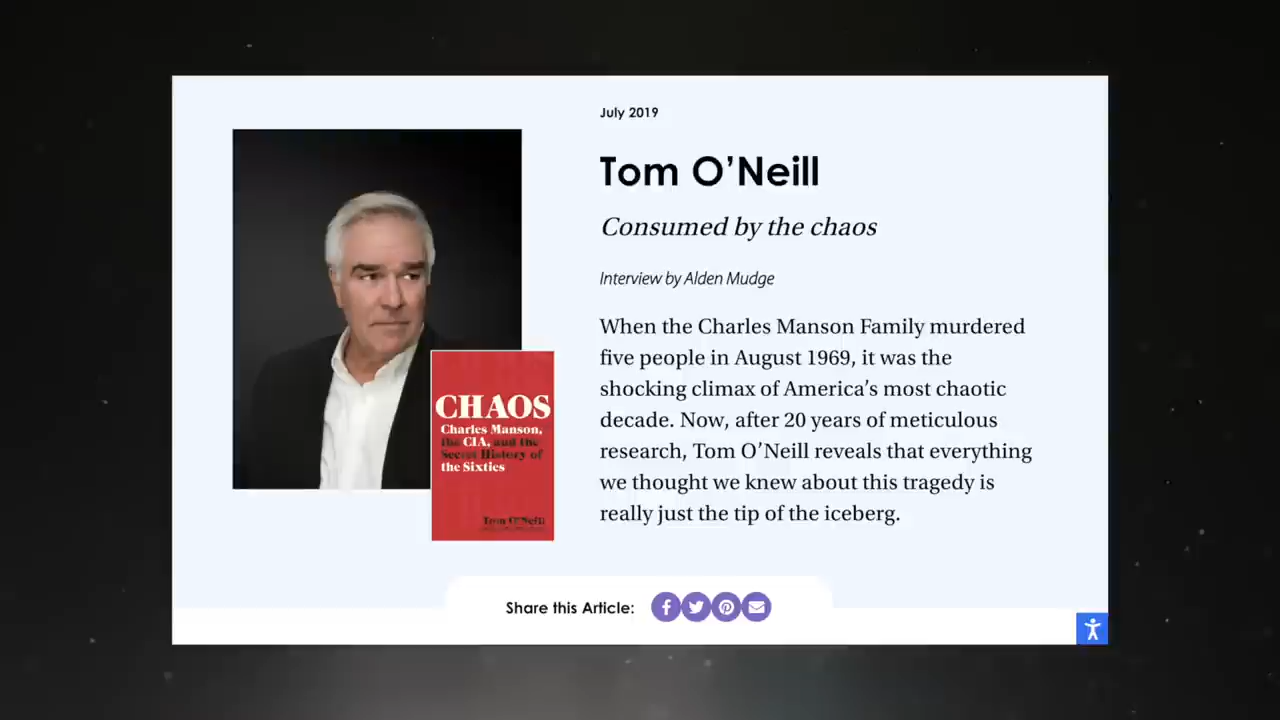 July 2019
Tom O’Neill
Consumed by the chaos
Interview by Alden Mudge
When the Charles Manson Family murdered
five people in August 1969, it was the
shocking climax of America’s most chaotic
decade. Now, after 20 years of meticulous
research, Tom O’Neill reveals that everything
we thought we knew about this tragedy is
really just the tip of the iceberg.
CHAOS
Charles Manson,
the CIA, and the
Secret History of
the Sixties
Tom O’Neill
Share this Article: